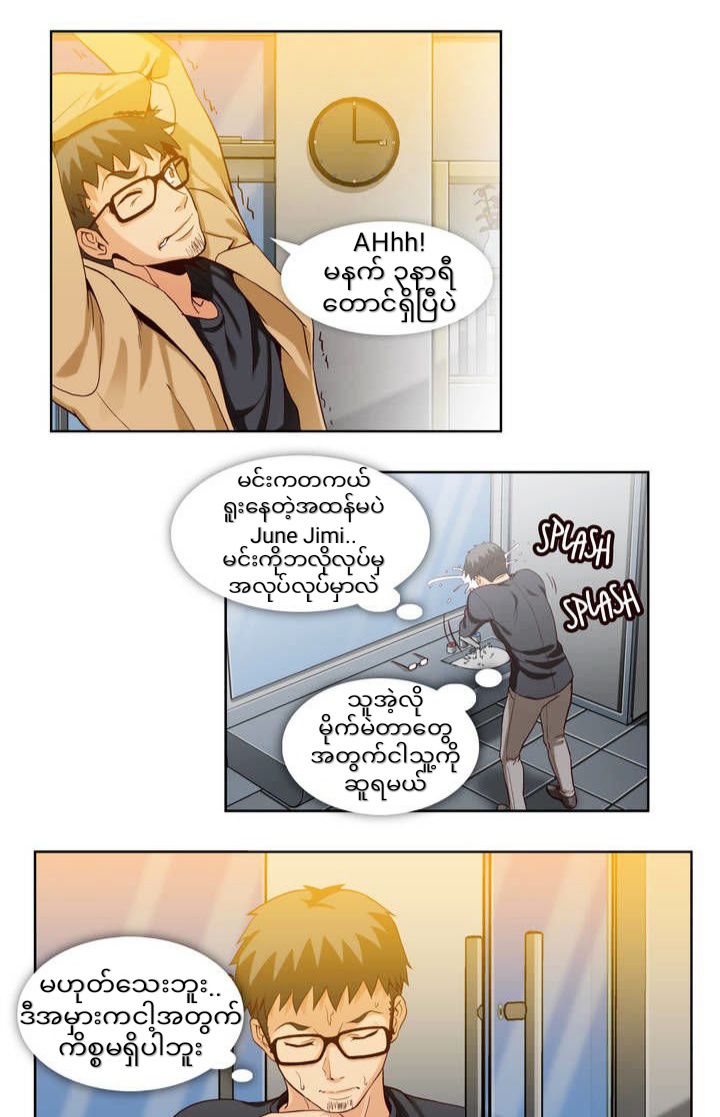 AHhh!
မနက် ၃နာရီ
တောင်ရှိပြီပဲ
မင်းကတကယ်
ရူးနေတဲ့အထန်မပဲ
June Jimi..
မင်းကိုဘလိုလုပ်မှ
အလုပ်လုပ်မှာလဲ
SPLASH
SPLASH
သူအဲ့လို
မိုက်မဲတာတွေ
အတွက်ငါသူ့ကို
ဆူရမယ်
မဟုတ်သေးဘူး..
ဒီအမှားကငါ့အတွက်
ကိစ္စမရှိပါဘူး